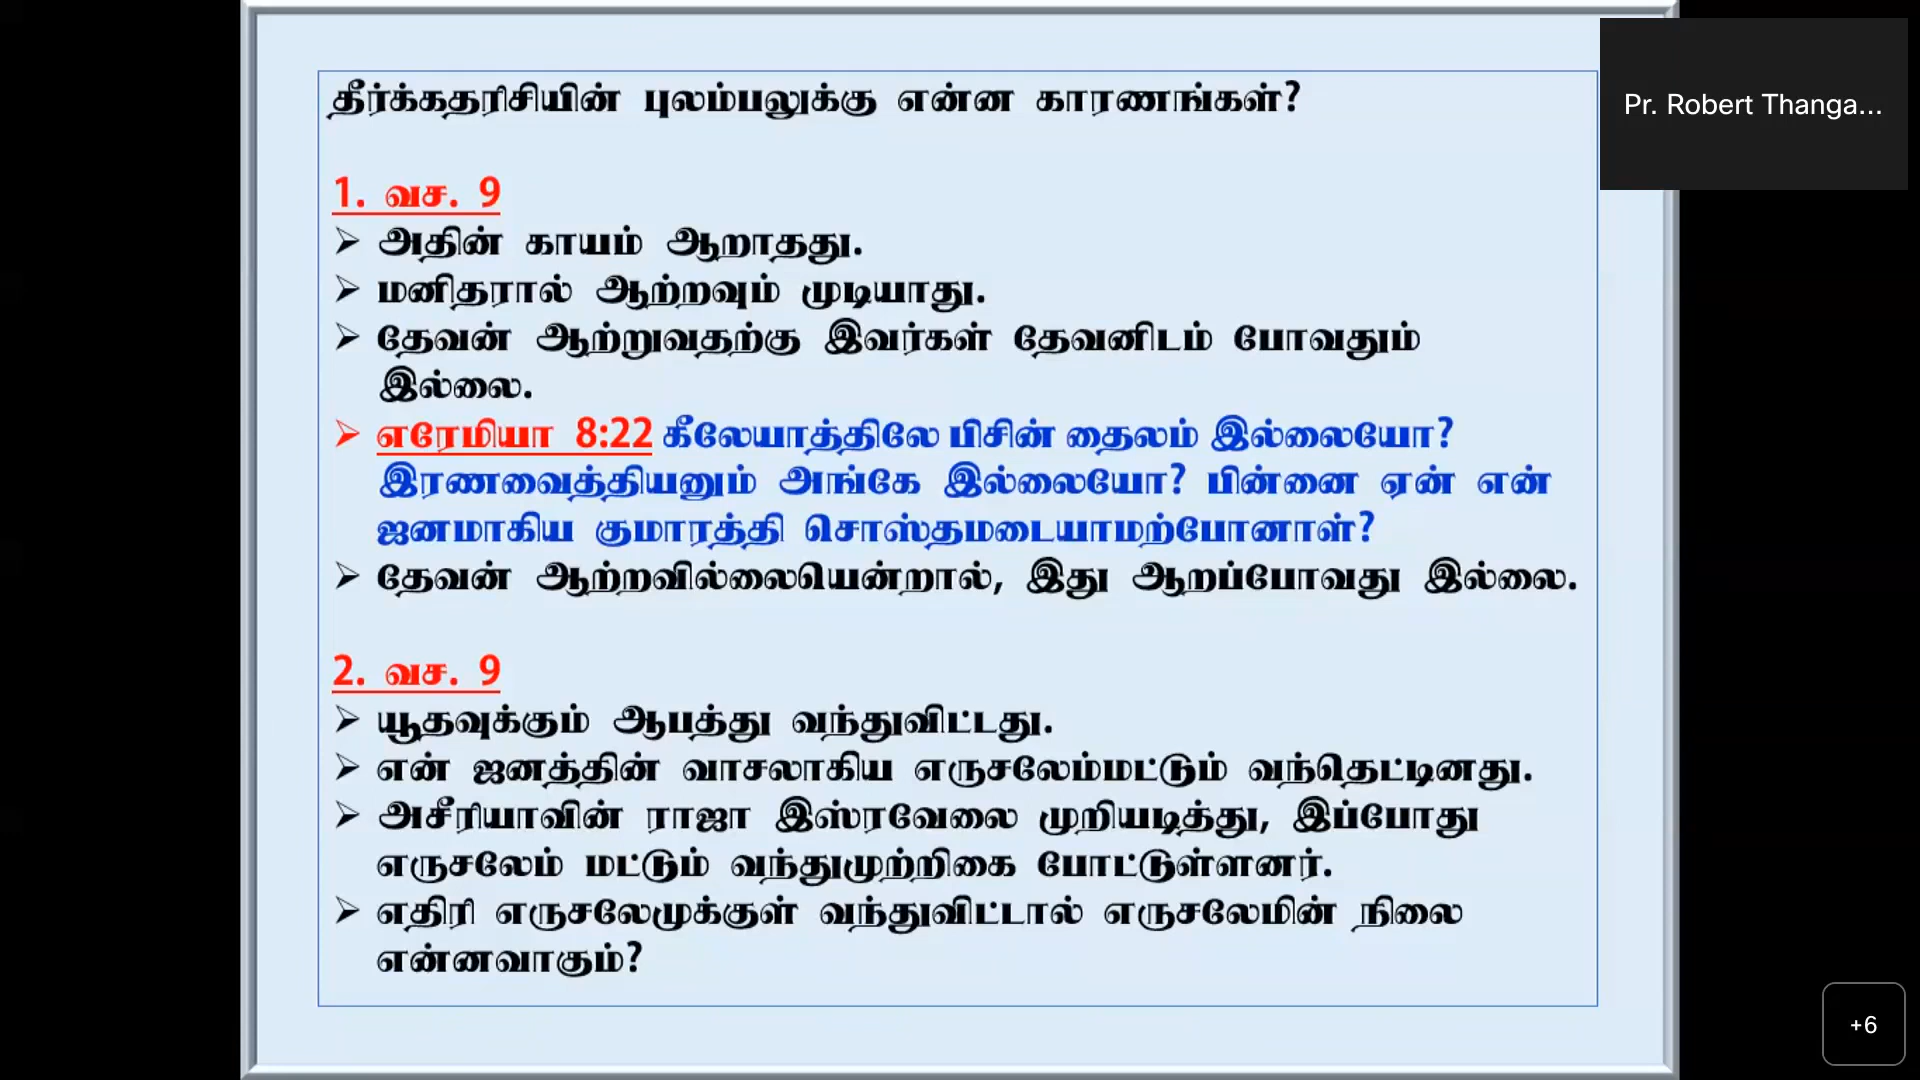 தீர்க்கதரிசியின் புலம்பலுக்கு என்ன காரணங்கள்?
Pr. Robert Thanga...
1. வச. 9
➢ அதின் காயம் ஆறாதது.
➢ மனிதரால் ஆற்றவும் முடியாது.
➢ தேவன் ஆற்றுவதற்கு இவர்கள் தேவனிடம் போவதும்
இல்லை.
➢ எரேமியா 8:22 கீலேயாத்திலே பிசின் தைலம் இல்லையோ?
இரணவைத்தியனும் அங்கே இல்லையோ? பின்னை ஏன் என்
ஜனமாகிய குமாரத்தி சொஸ்தமடையாமற்போனாள்?
➢ தேவன் ஆற்றவில்லையென்றால், இது ஆறப்போவது இல்லை.
2. வச. 9
➢ யூதவுக்கும் ஆபத்து வந்துவிட்டது.
➢ என் ஜனத்தின் வாசலாகிய எருசலேம்மட்டும் வந்தெட்டினது.
➢ அசீரியாவின் ராஜா இஸ்ரவேலை முறியடித்து, இப்போது
எருசலேம் மட்டும் வந்துமுற்றிகை போட்டுள்ளனர்.
➢ எதிரி எருசலேமுக்குள் வந்துவிட்டால் எருசலேமின் நிலை
என்னவாகும்?
+6